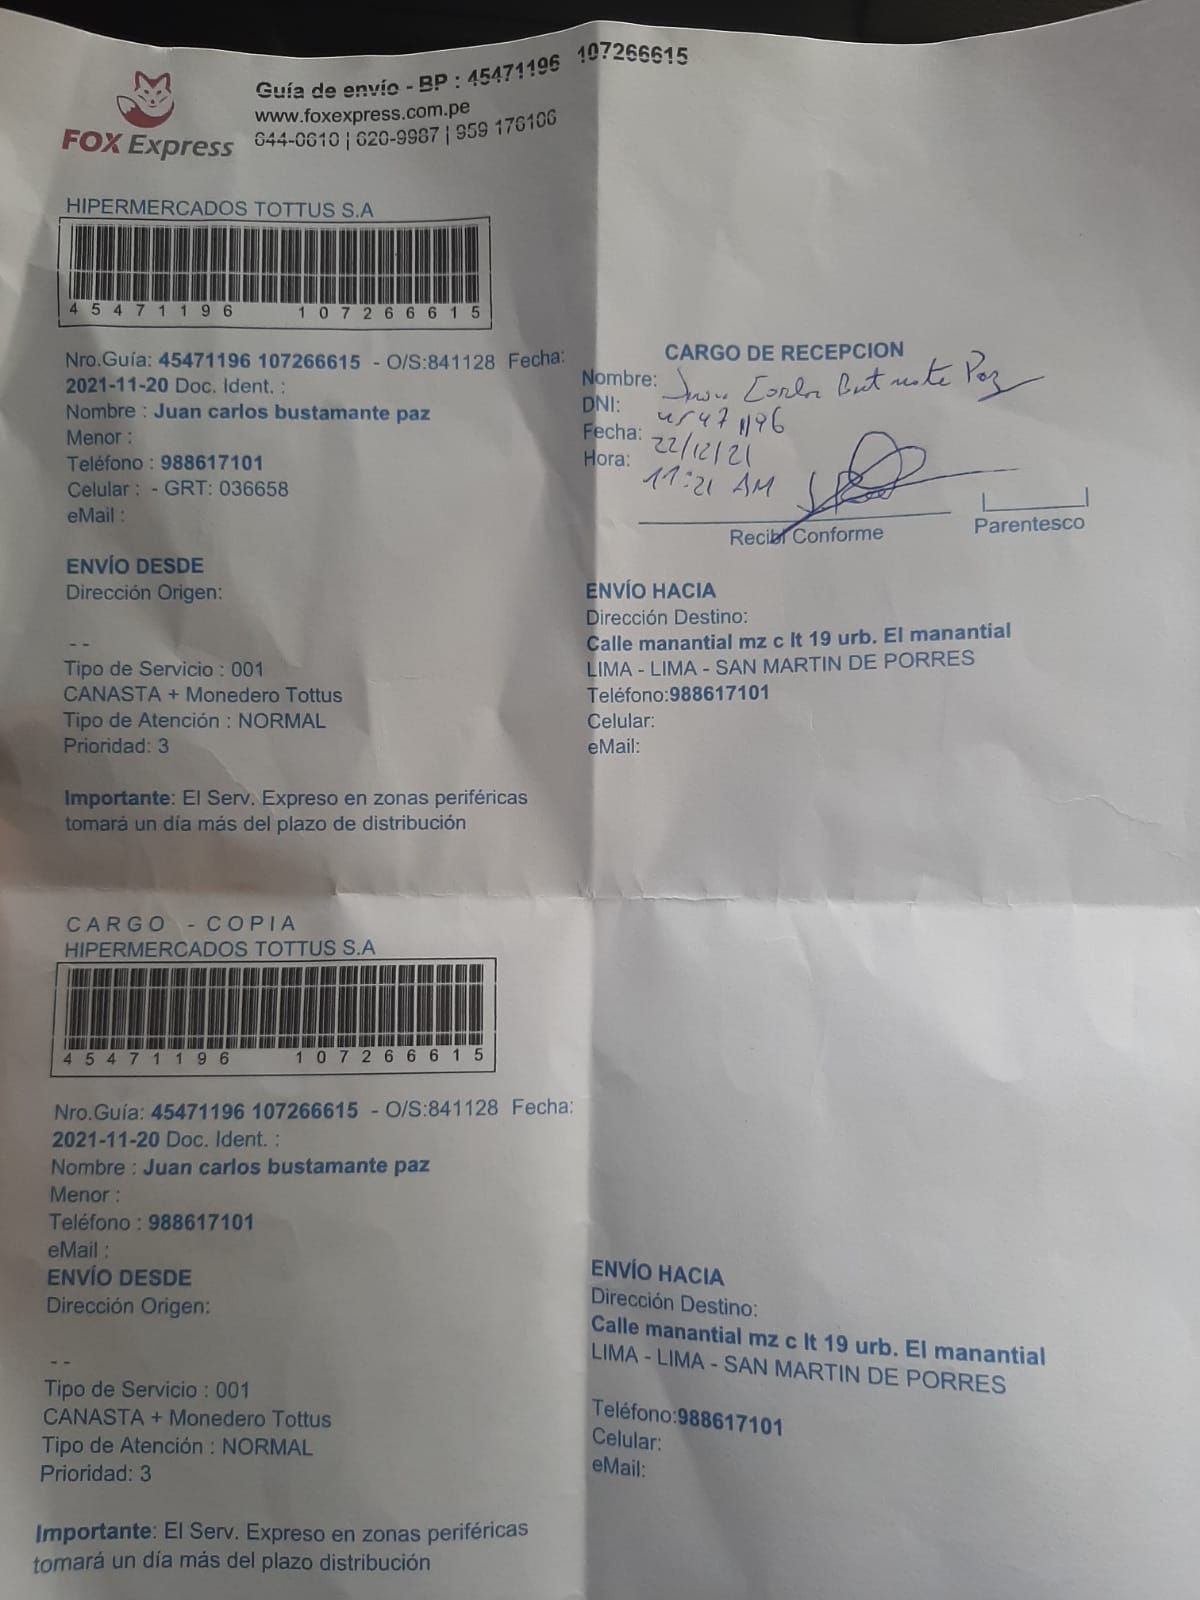 FOX Express
Guía de envío - BP : 45471196 107266615
www.foxexpress.com.pe
644-0610 | 620-9987 | 959 176106
HIPERMERCADOS TOTTUS S.A
45471196 107266615
Nro.Guía: 45471196 107266615 - O/S:841128 Fecha:
2021-11-20 Doc. Ident. :
Nombre : Juan carlos bustamante paz
Menor :
Teléfono : 988617101
Celular : - GRT: 036658
eMail :
CARGO DE RECEPCION
Nombre: Juan Carlos Bustamante Paz
DNI: 45471196
Fecha: 22/12/21
Hora: 11:21 AM
Recibí Conforme
Parentesco
ENVÍO DESDE
Dirección Origen:
- -
Tipo de Servicio : 001
CANASTA + Monedero Tottus
Tipo de Atención : NORMAL
Prioridad: 3
ENVÍO HACIA
Dirección Destino:
Calle manantial mz c lt 19 urb. El manantial
LIMA - LIMA - SAN MARTIN DE PORRES
Teléfono:988617101
Celular:
eMail:
Importante: El Serv. Expreso en zonas periféricas
tomará un día más del plazo de distribución
CARGO - COPIA
HIPERMERCADOS TOTTUS S.A
45471196 107266615
Nro.Guía: 45471196 107266615 - O/S:841128 Fecha:
2021-11-20 Doc. Ident. :
Nombre : Juan carlos bustamante paz
Menor :
Teléfono : 988617101
eMail :
ENVÍO DESDE
Dirección Origen:
- -
Tipo de Servicio : 001
CANASTA + Monedero Tottus
Tipo de Atención : NORMAL
Prioridad: 3
ENVÍO HACIA
Dirección Destino:
Calle manantial mz c lt 19 urb. El manantial
LIMA - LIMA - SAN MARTIN DE PORRES
Teléfono:988617101
Celular:
eMail:
Importante: El Serv. Expreso en zonas periféricas
tomará un día más del plazo distribución